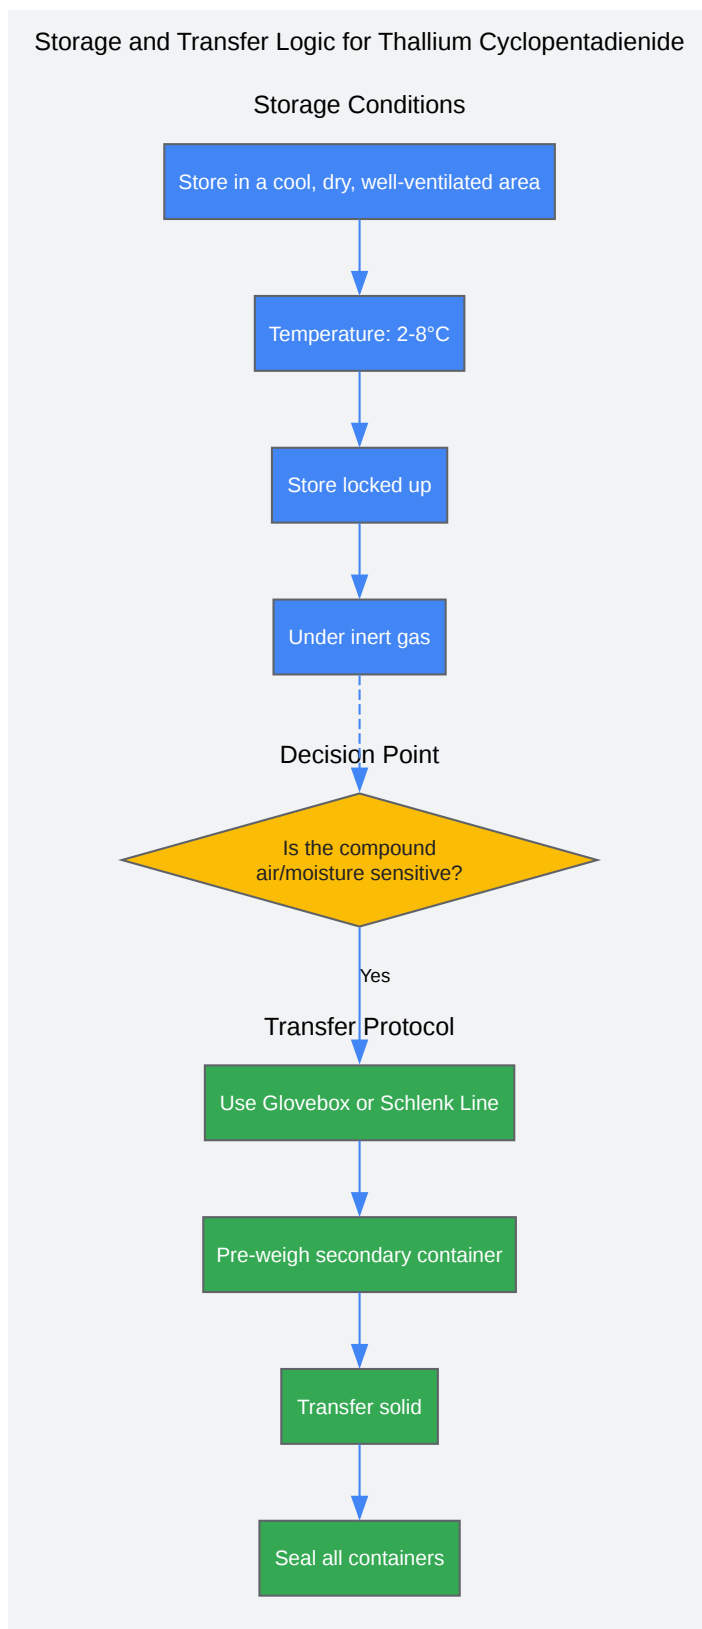 Storage and Transfer Logic for Thallium Cyclopentadienide
Storage Conditions
Store in a cool, dry, well-ventilated area
Temperature: 2-8°C
Store locked up
Under inert gas
Decision Point
Is the compound
air/moisture sensitive?
Yes
Transfer Protocol
Use Glovebox or Schlenk Line
Pre-weigh secondary container
Transfer solid
Seal all containers